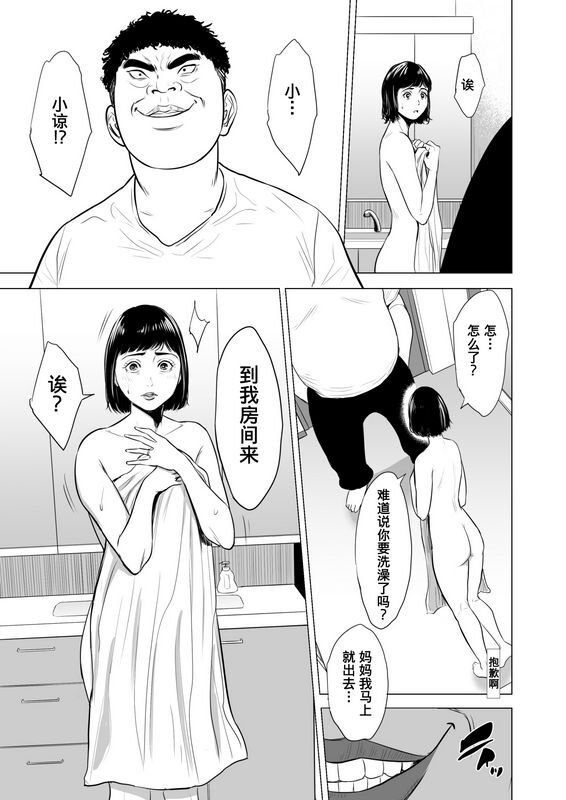 诶
小…
小谅!?
怎…
怎么了?
难道说你要洗澡了吗?
抱歉啊
妈妈我马上
就出去…
到我房间来
诶?